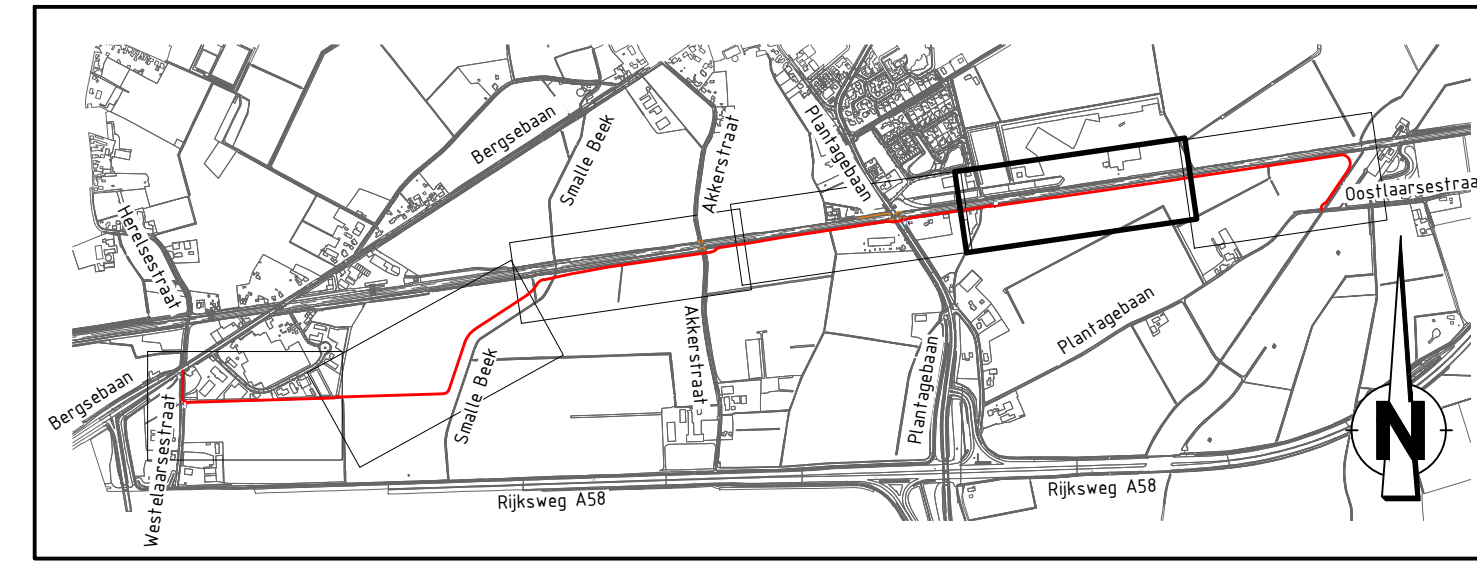 Bergsebaan
Smalle Beek
Akkerstraat
Plantagebaan
Herelsestraat
Oostlaarsestraa
Plantagebaan
Akkerstraat
Plantagebaan
Smalle Beek
Bergsebaan
Westelaarsestraat
Rijksweg A58
Rijksweg A58
N